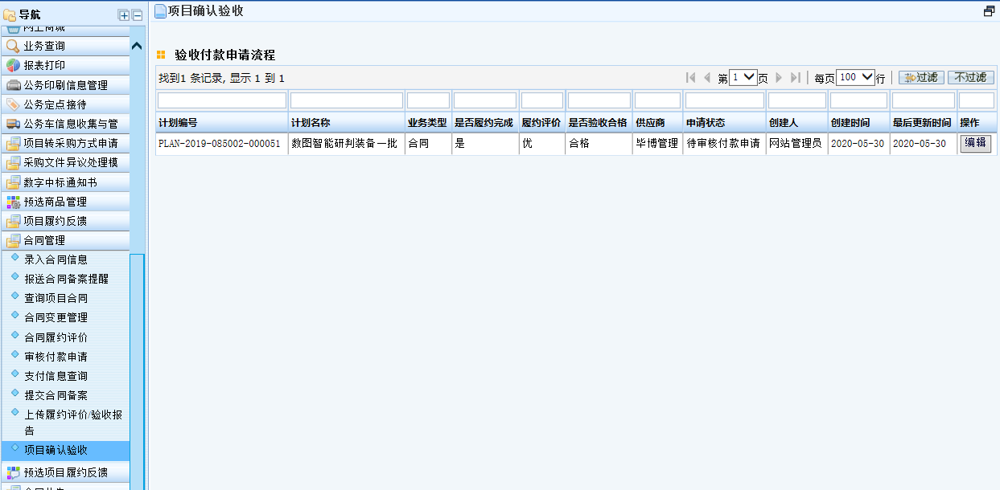 导航
网上商城
业务查询
报表打印
公务印刷信息管理
公务定点接待
公务车信息收集与管
项目转采购方式申请
采购文件异议处理模
数字中标通知书
预选商品管理
项目履约反馈
合同管理
录入合同信息
报送合同备案提醒
查询项目合同
合同变更管理
合同履约评价
审核付款申请
支付信息查询
提交合同备案
上传履约评价/验收报
告
项目确认验收
预选项目履约反馈
项目确认验收
验收付款申请流程
找到1 条记录, 显示 1 到 1
第 1 页 每页 100 行 过滤 不过滤
计划编号 计划名称 业务类型 是否履约完成 履约评价 是否验收合格 供应商 申请状态 创建人 创建时间 最后更新时间 操作
PLAN-2019-085002-000051 数图智能研判装备一批 合同 是 优 合格 毕博管理 待审核付款申请 网站管理员 2020-05-30 2020-05-30 编辑